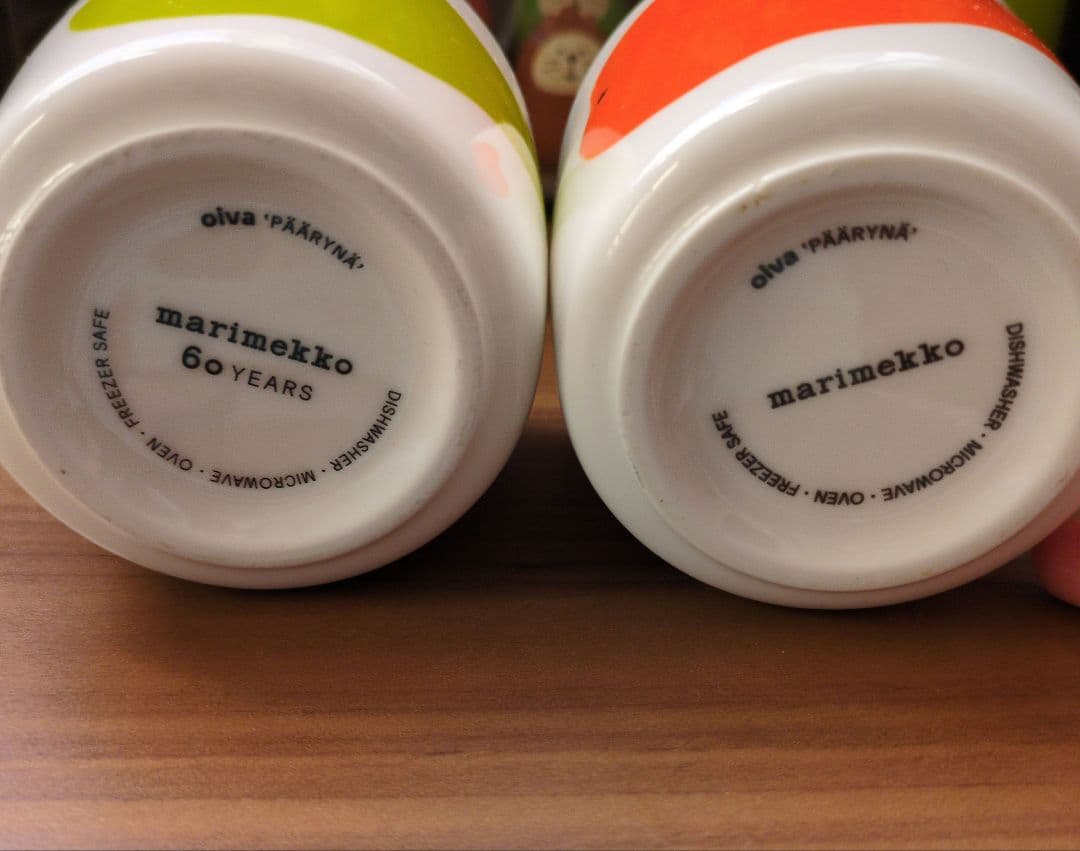 oiva 'PÄÄRYNÄ'
marimekko
60 YEARS
DISHWASHER · MICROWAVE · OVEN · FREEZER SAFE
oiva 'PÄÄRYNÄ'
marimekko
DISHWASHER · MICROWAVE · OVEN · FREEZER SAFE